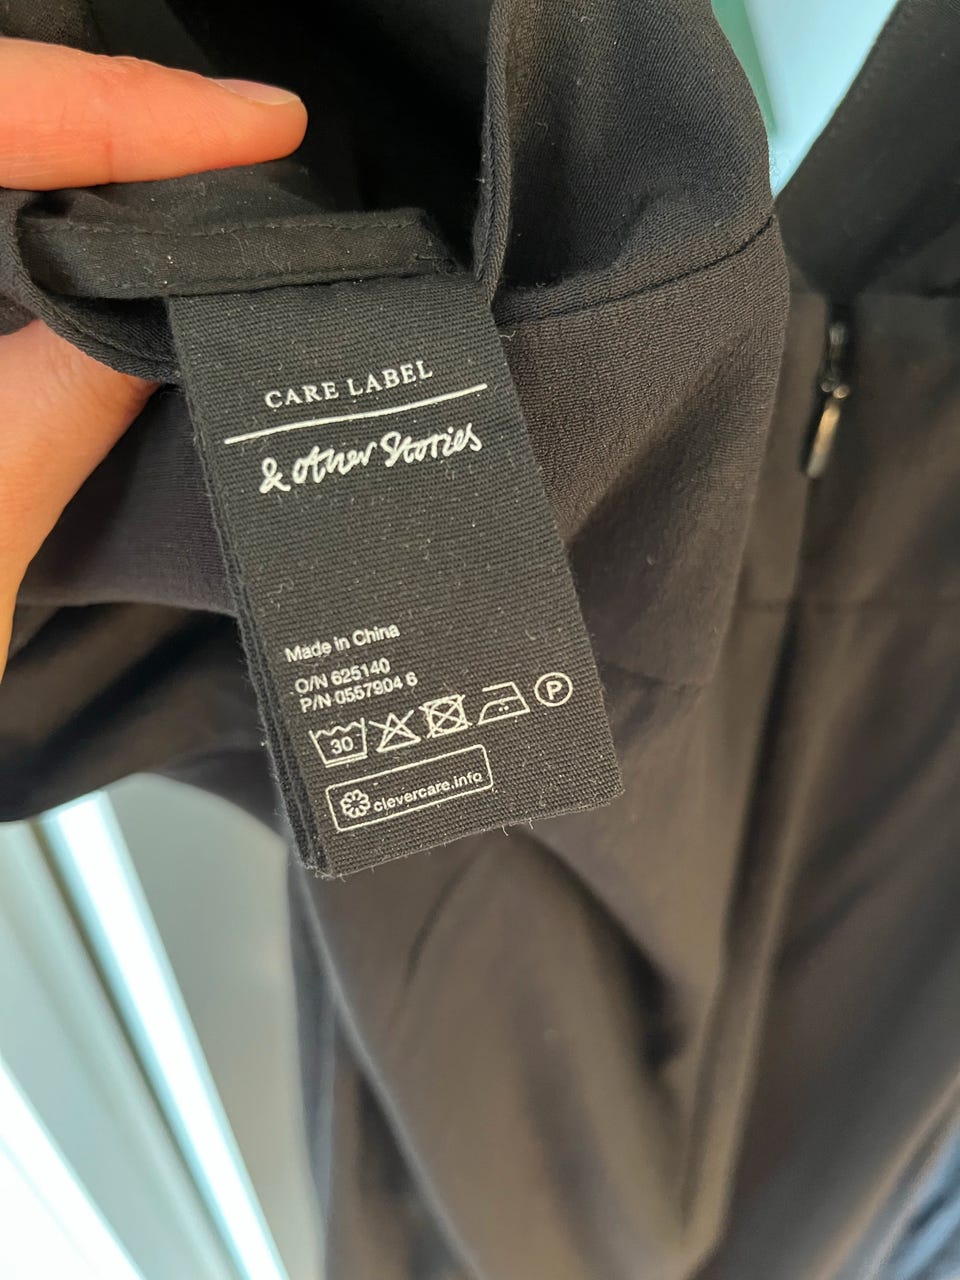 CARE LABEL
& other Stories
Made in China
O/N 625140
P/N 0557904 6
30 P
clevercare.info